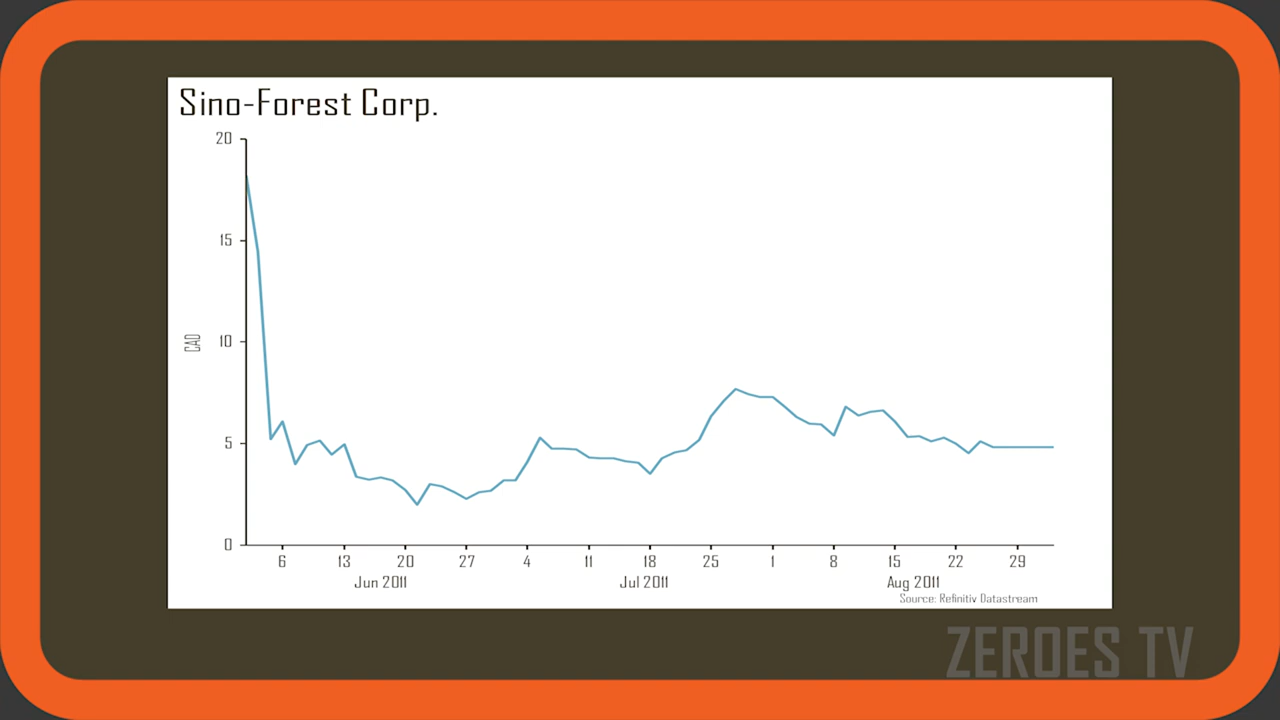 Sino-Forest Corp.
20
15
10
5
0
CAD
6 13 20 27 4 11 18 25 1 8 15 22 29
Jun 2011 Jul 2011 Aug 2011
Source: Refinitiv Datastream
ZEROES TV